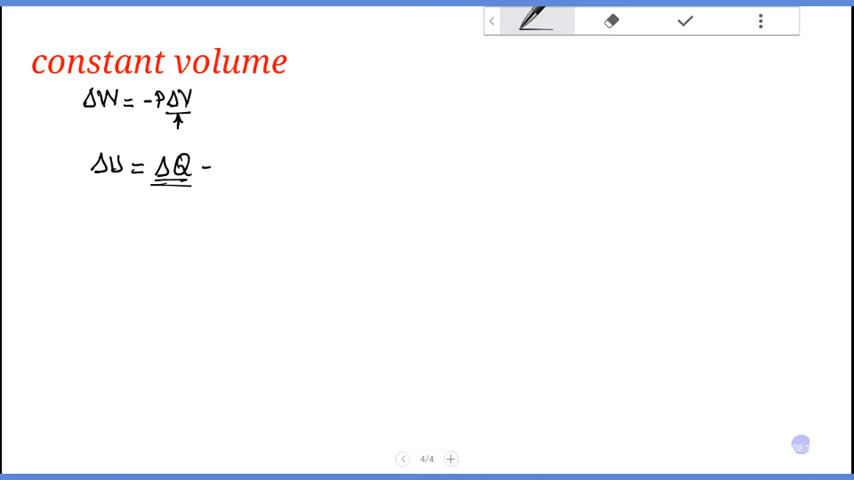 constant volume
ΔW = -PΔV
ΔU = ΔQ -
4/4